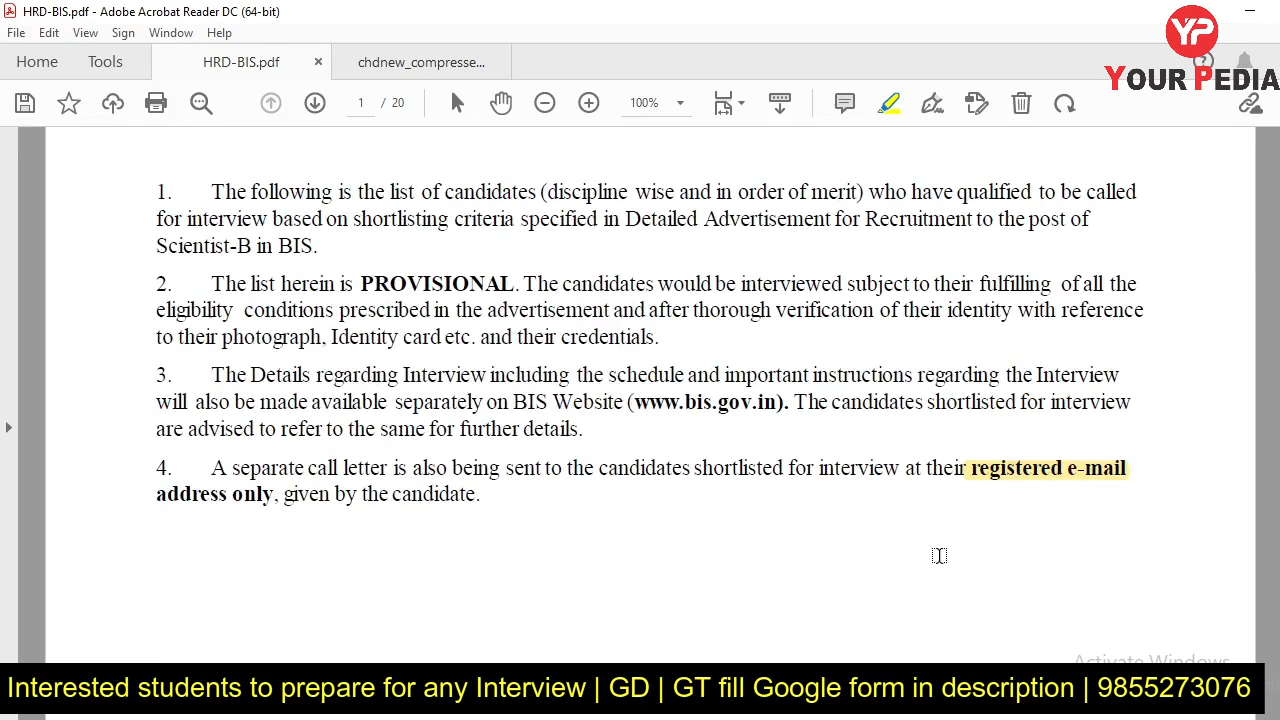 HRD-BIS.pdf - Adobe Acrobat Reader DC (64-bit)
File Edit View Sign Window Help
YP
YOUR PEDIA
Home Tools HRD-BIS.pdf × chdnew_compresse...
1 / 20 100%
1. The following is the list of candidates (discipline wise and in order of merit) who have qualified to be called
for interview based on shortlisting criteria specified in Detailed Advertisement for Recruitment to the post of
Scientist-B in BIS.
2. The list herein is PROVISIONAL. The candidates would be interviewed subject to their fulfilling of all the
eligibility conditions prescribed in the advertisement and after thorough verification of their identity with reference
to their photograph, Identity card etc. and their credentials.
3. The Details regarding Interview including the schedule and important instructions regarding the Interview
will also be made available separately on BIS Website (www.bis.gov.in). The candidates shortlisted for interview
are advised to refer to the same for further details.
4. A separate call letter is also being sent to the candidates shortlisted for interview at their registered e-mail
address only, given by the candidate.
Activate Windows
Interested students to prepare for any Interview | GD | GT fill Google form in description | 9855273076